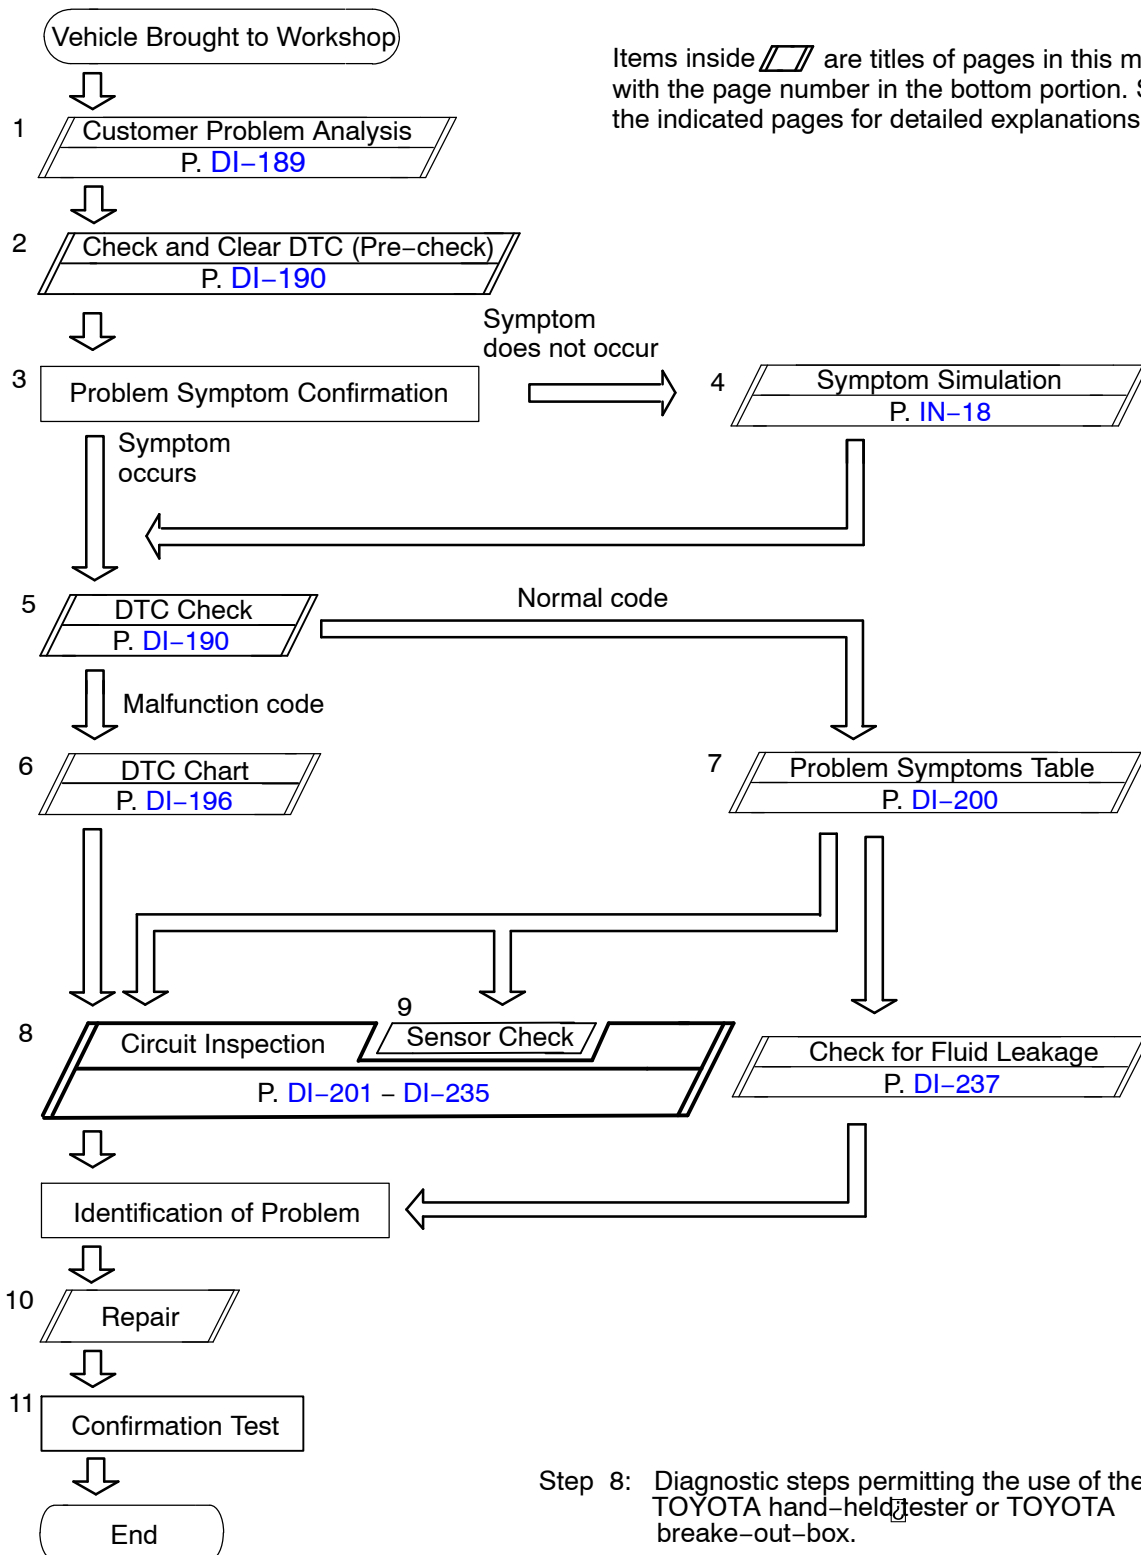 Vehicle Brought to Workshop
Items inside are titles of pages in this m
with the page number in the bottom portion. S
the indicated pages for detailed explanations
1
Customer Problem Analysis
P. DI–189
2
Check and Clear DTC (Pre–check)
P. DI–190
Symptom
does not occur
3
Problem Symptom Confirmation
4
Symptom Simulation
P. IN–18
Symptom
occurs
5
DTC Check
P. DI–190
Normal code
Malfunction code
6
DTC Chart
P. DI–196
7
Problem Symptoms Table
P. DI–200
8
Circuit Inspection
9
Sensor Check
P. DI–201 – DI–235
Check for Fluid Leakage
P. DI–237
Identification of Problem
10
Repair
11
Confirmation Test
End
Step 8: Diagnostic steps permitting the use of the
TOYOTA hand–held tester or TOYOTA
breake–out–box.